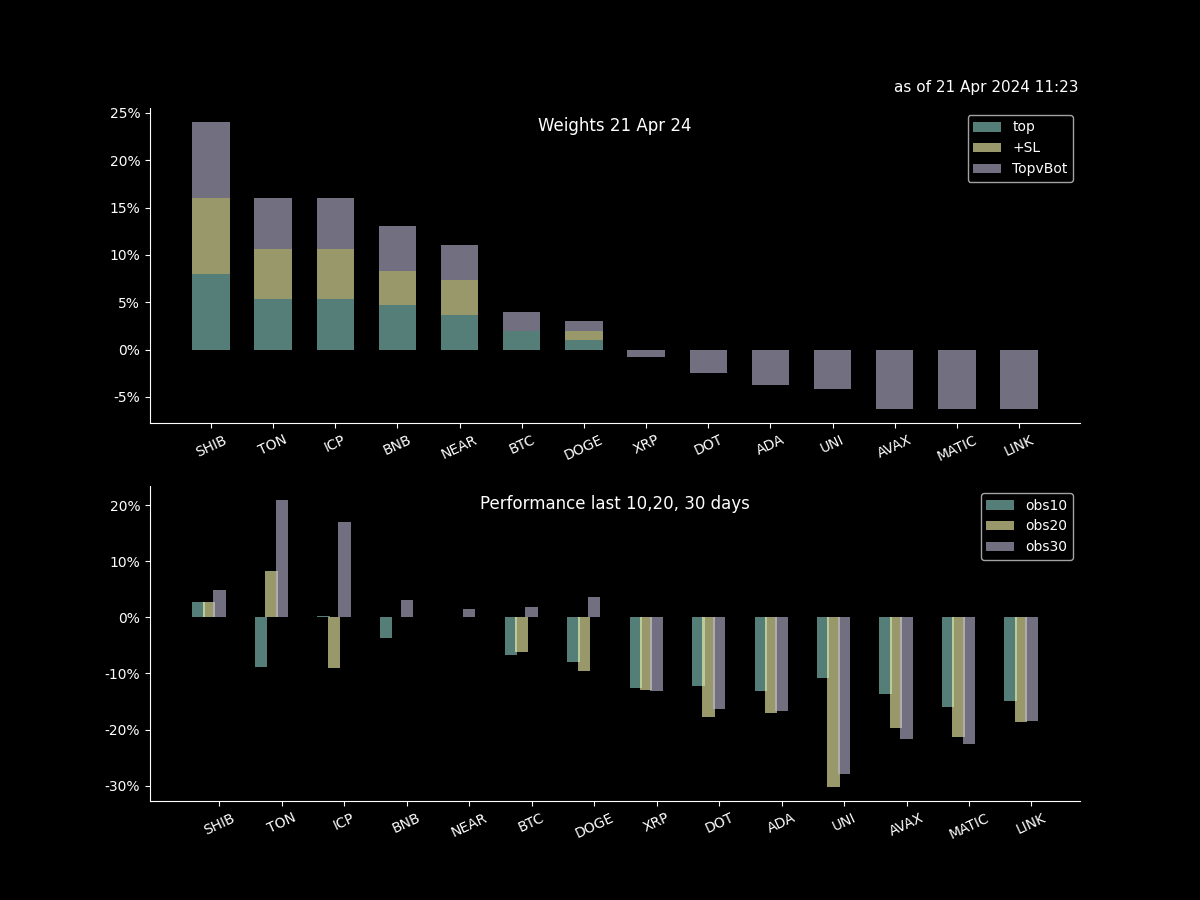 as of 21 Apr 2024 11:23
Weights 21 Apr 24
top
+SL
TopvBot
25%
20%
15%
10%
5%
0%
-5%
SHIB TON ICP BNB NEAR BTC DOGE XRP DOT ADA UNI AVAX MATIC LINK
Performance last 10,20, 30 days
obs10
obs20
obs30
20%
10%
0%
-10%
-20%
-30%
SHIB TON ICP BNB NEAR BTC DOGE XRP DOT ADA UNI AVAX MATIC LINK